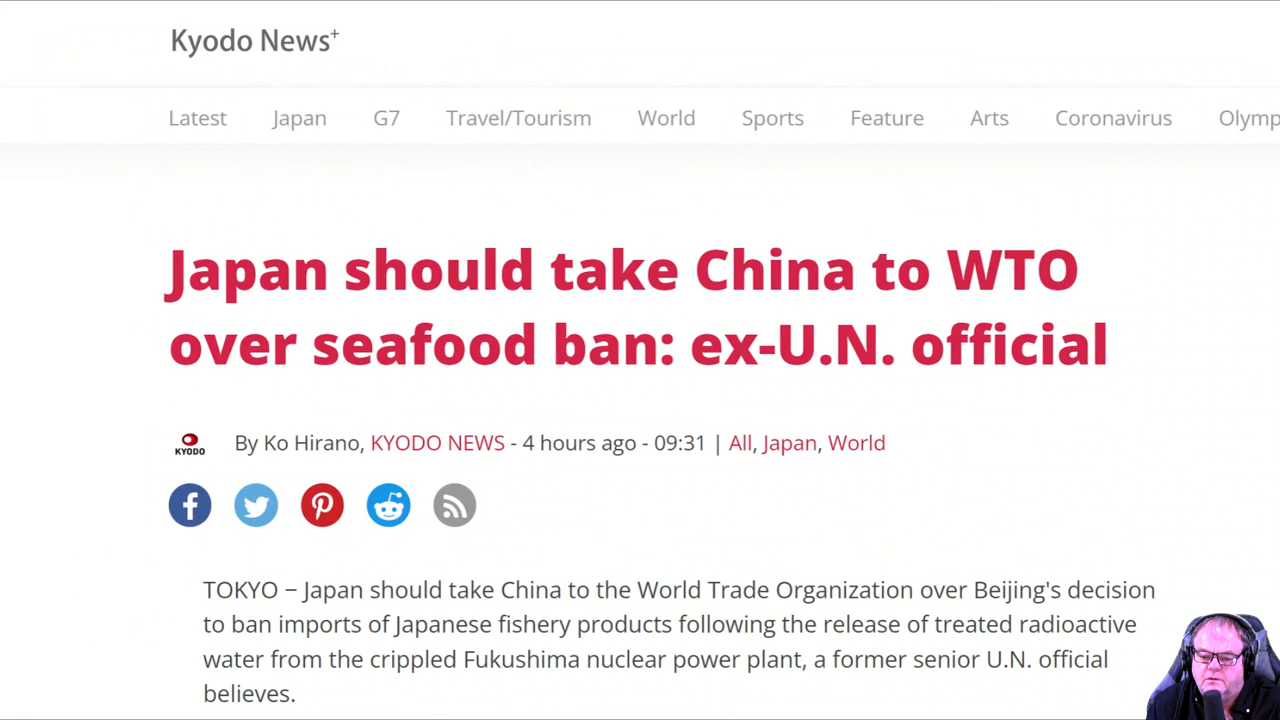 Kyodo News+
Latest Japan G7 Travel/Tourism World Sports Feature Arts Coronavirus Olymp
Japan should take China to WTO
over seafood ban: ex-U.N. official
KYODO By Ko Hirano, KYODO NEWS - 4 hours ago - 09:31 | All, Japan, World
TOKYO – Japan should take China to the World Trade Organization over Beijing's decision
to ban imports of Japanese fishery products following the release of treated radioactive
water from the crippled Fukushima nuclear power plant, a former senior U.N. official
believes.